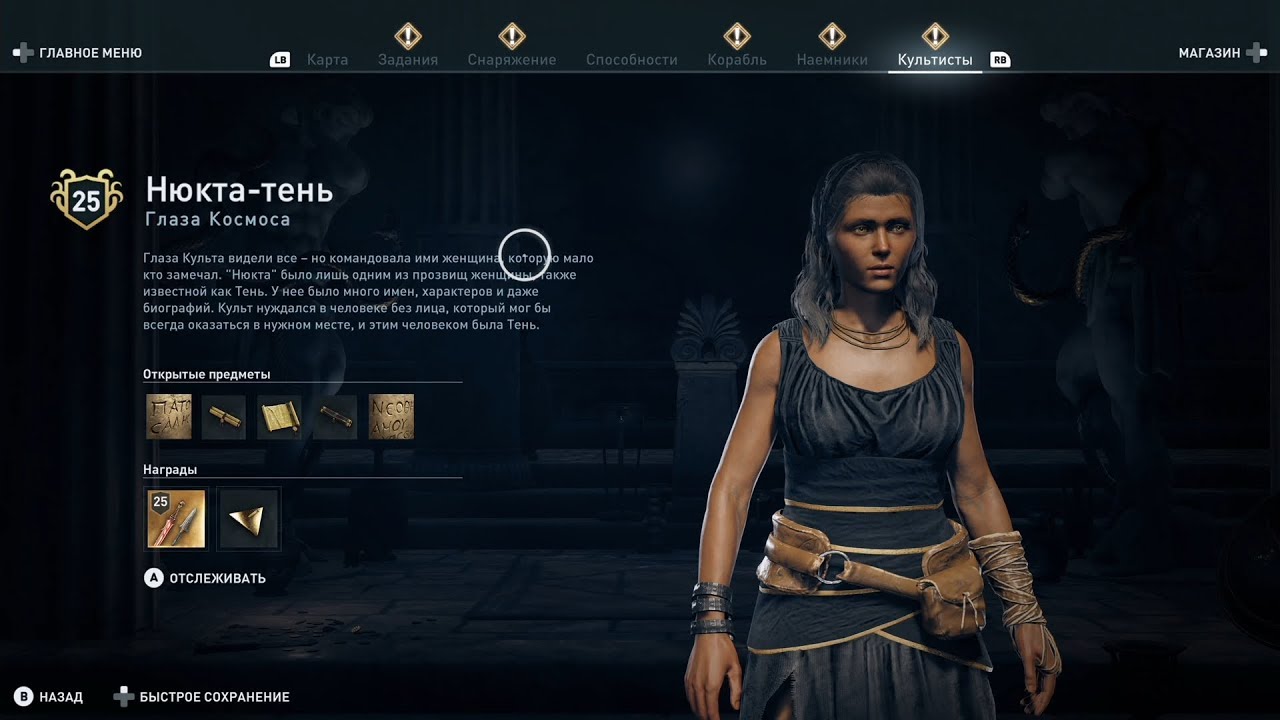 ГЛАВНОЕ МЕНЮ
LB Карта Задания Снаряжение Способности Корабль Наемники Культисты RB
МАГАЗИН
25
Нюкта-тень
Глаза Космоса
Глаза Культа видели все – но командовала ими женщина, которую мало
кто замечал. "Нюкта" было лишь одним из прозвищ женщины, также
известной как Тень. У нее было много имен, характеров и даже
биографий. Культ нуждался в человеке без лица, который мог бы
всегда оказаться в нужном месте, и этим человеком была Тень.
Открытые предметы
Награды
25
A ОТСЛЕЖИВАТЬ
B НАЗАД
БЫСТРОЕ СОХРАНЕНИЕ